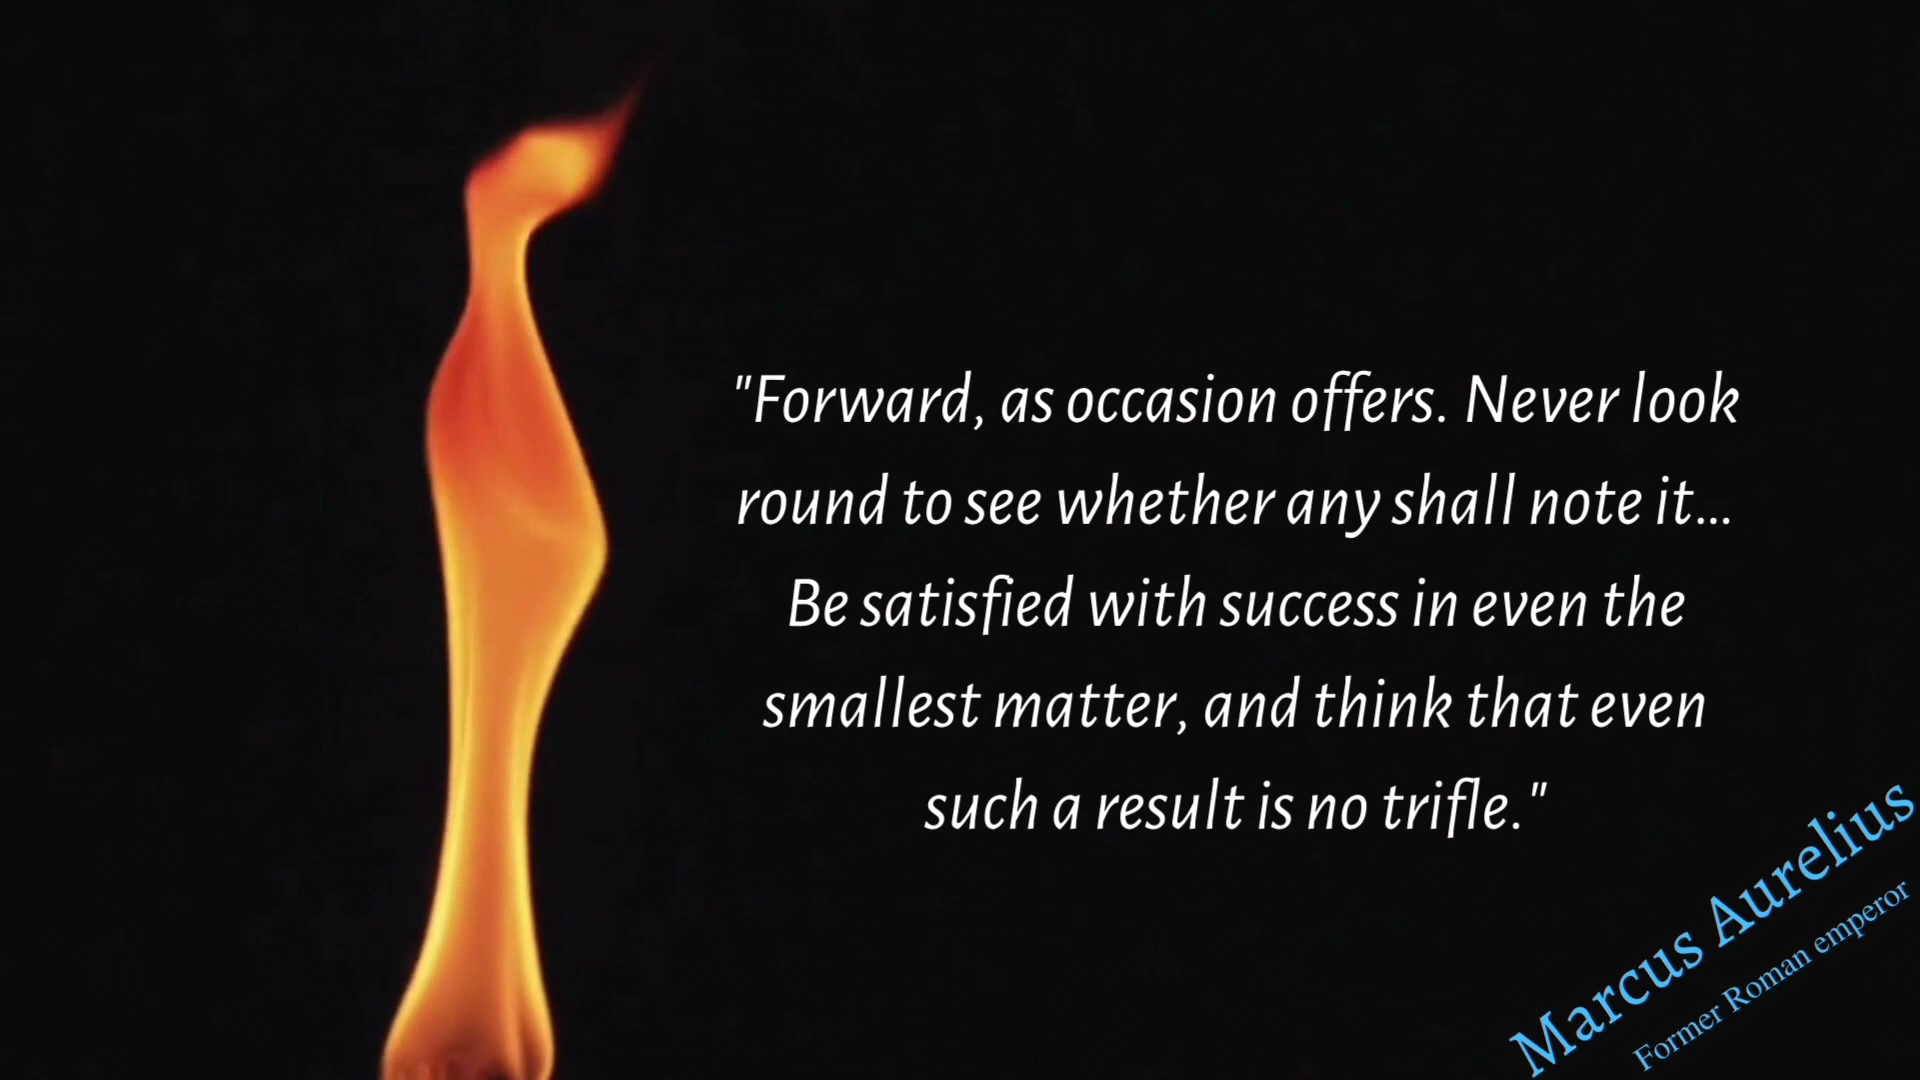 "Forward, as occasion offers. Never look
round to see whether any shall note it...
Be satisfied with success in even the
smallest matter, and think that even
such a result is no trifle."
Marcus Aurelius
Former Roman emperor